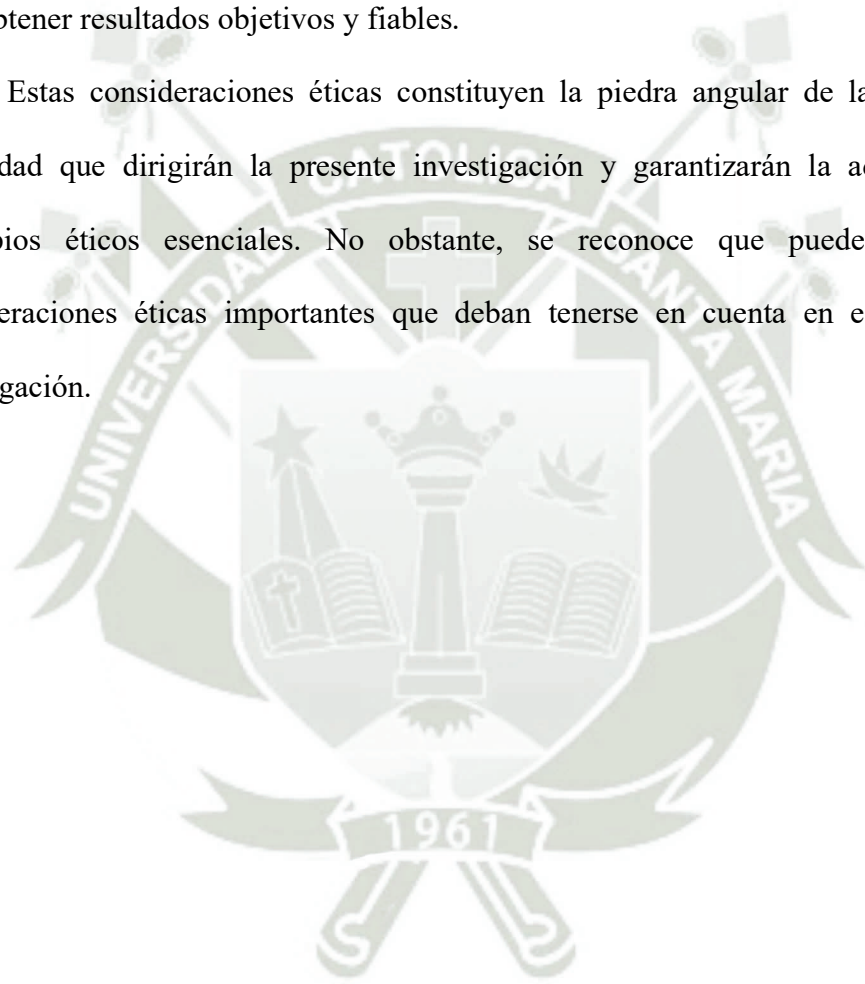 btener resultados objetivos y fiables.
Estas consideraciones éticas constituyen la piedra angular de la
dad que dirigirán la presente investigación y garantizarán la
pios éticos esenciales. No obstante, se reconoce que puede
eraciones éticas importantes que deban tenerse en cuenta en e
gación.
UNIVERSIDAD CATOLICA SANTA MARIA
1961